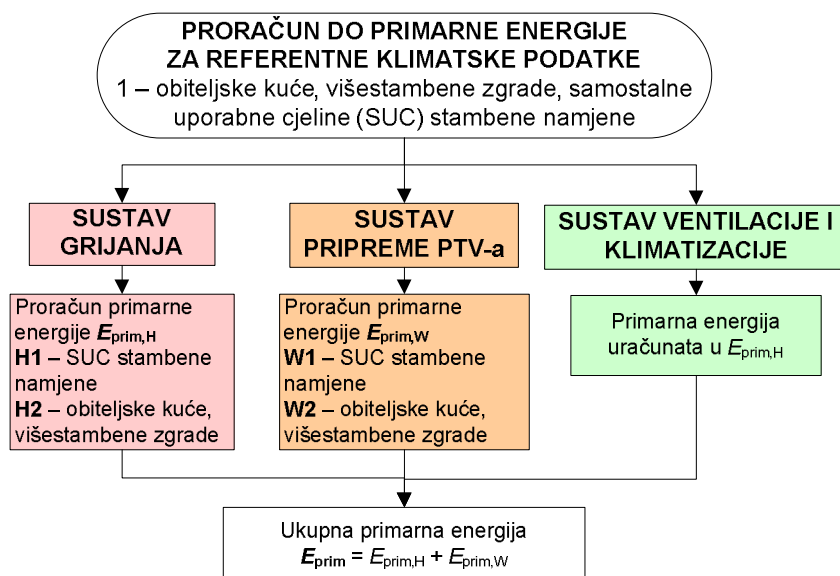 PRORAČUN DO PRIMARNE ENERGIJE
ZA REFERENTNE KLIMATSKE PODATKE
1 – obiteljske kuće, višestambene zgrade, samostalne
uporabne cjeline (SUC) stambene namjene
SUSTAV
GRIJANJA
SUSTAV
PRIPREME PTV-a
SUSTAV VENTILACIJE I
KLIMATIZACIJE
Proračun primarne
energije Eprim,H
H1 – SUC stambene
namjene
H2 – obiteljske kuće,
višestambene zgrade
Proračun primarne
energije Eprim,W
W1 – SUC stambene
namjene
W2 – obiteljske kuće,
višestambene zgrade
Primarna energija
uračunata u Eprim,H
Ukupna primarna energija
Eprim = Eprim,H + Eprim,W